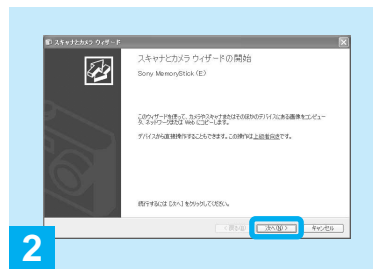 スキャナとカメラ ウィザード
スキャナとカメラ ウィザードの開始
Sony MemoryStick (E:)
このウィザードを使って、カメラやスキャナまたはそのほかのデバイスにある画像をコンピュー
タ、ネットワークまたは Web にコピーします。
デバイスから直接操作することもできます。この操作は上級者向きです。
続行するには [次へ] をクリックしてください。
< 戻る(B)
次へ(N) >
キャンセル
2